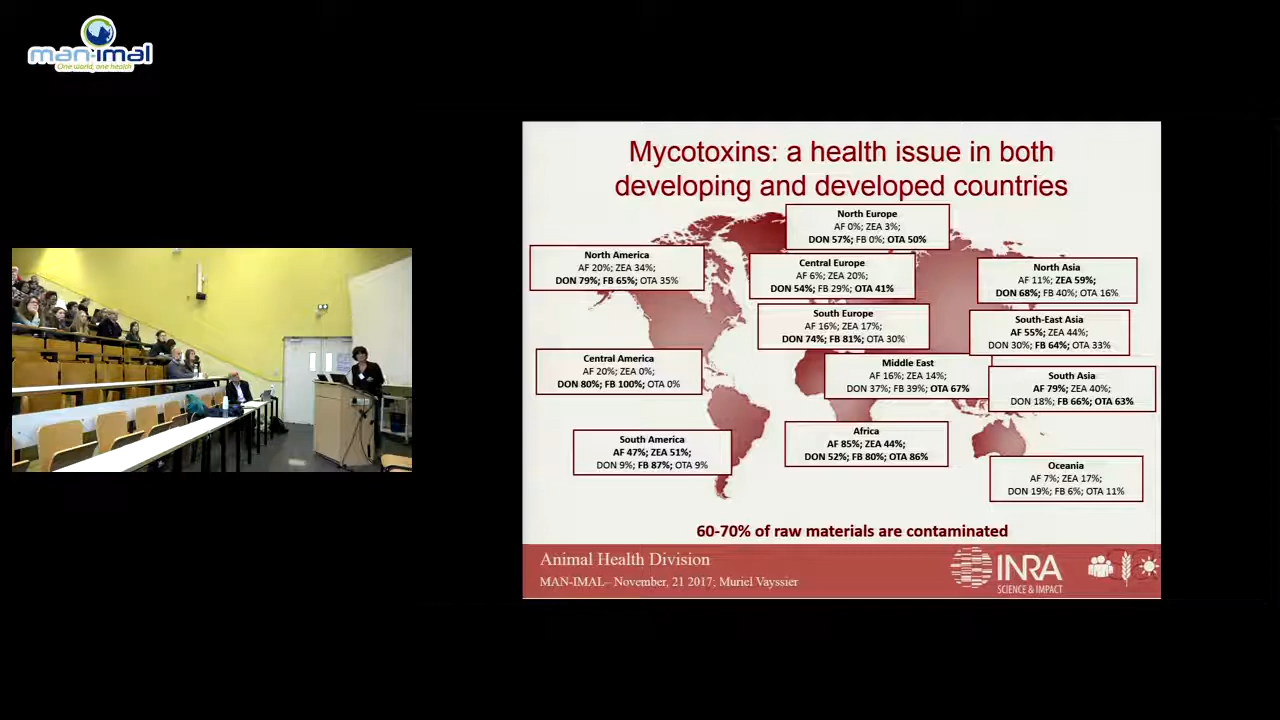 man-imal
One world, one health
Mycotoxins: a health issue in both
developing and developed countries
North Europe
AF 0%; ZEA 3%;
DON 57%; FB 0%; OTA 50%
North America
AF 20%; ZEA 34%;
DON 79%; FB 65%; OTA 35%
Central Europe
AF 6%; ZEA 20%;
DON 54%; FB 29%; OTA 41%
North Asia
AF 11%; ZEA 59%;
DON 68%; FB 40%; OTA 16%
South Europe
AF 16%; ZEA 17%;
DON 74%; FB 81%; OTA 30%
South-East Asia
AF 55%; ZEA 44%;
DON 30%; FB 64%; OTA 33%
Central America
AF 20%; ZEA 0%;
DON 80%; FB 100%; OTA 0%
Middle East
AF 16%; ZEA 14%;
DON 37%; FB 39%; OTA 67%
South Asia
AF 79%; ZEA 40%;
DON 18%; FB 66%; OTA 63%
South America
AF 47%; ZEA 51%;
DON 9%; FB 87%; OTA 9%
Africa
AF 85%; ZEA 44%;
DON 52%; FB 80%; OTA 86%
Oceania
AF 7%; ZEA 17%;
DON 19%; FB 6%; OTA 11%
60-70% of raw materials are contaminated
Animal Health Division
MAN-IMAL– November, 21 2017; Muriel Vayssier
INRA
SCIENCE & IMPACT